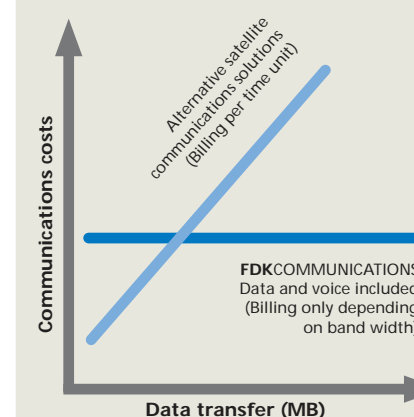 Alternative satellite
communications solutions
(Billing per time unit)
Communications costs
FDKCOMMUNICATIONS
Data and voice included
(Billing only depending
on band width)
Data transfer (MB)